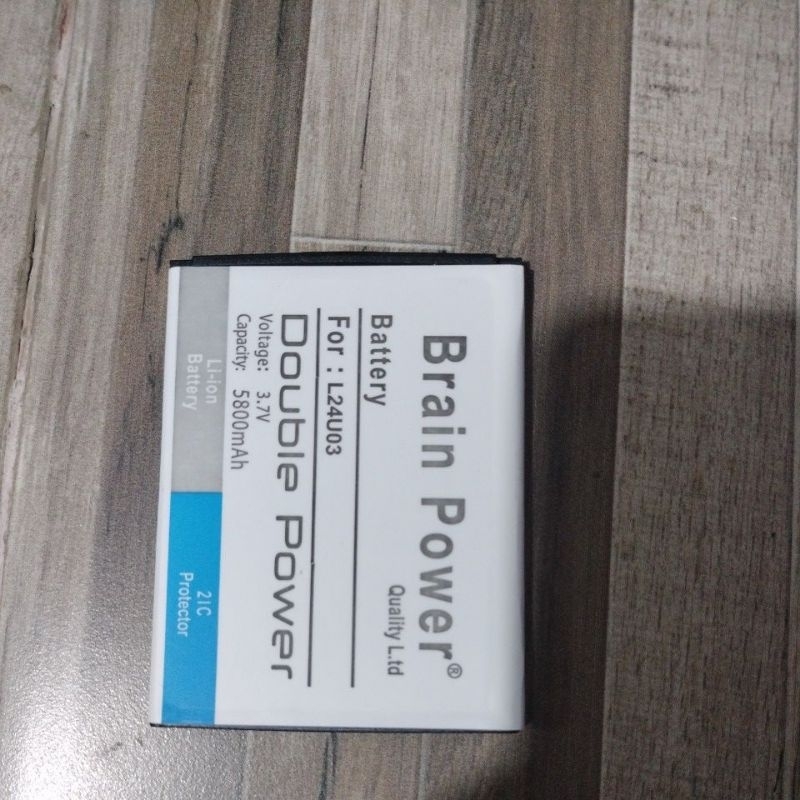 Brain Power®
Quality L.td
Battery
For : L24U03
Double Power
Voltage: 3.7V
Capacity: 5800mAh
Li-ion
Battery
2IC
Protector